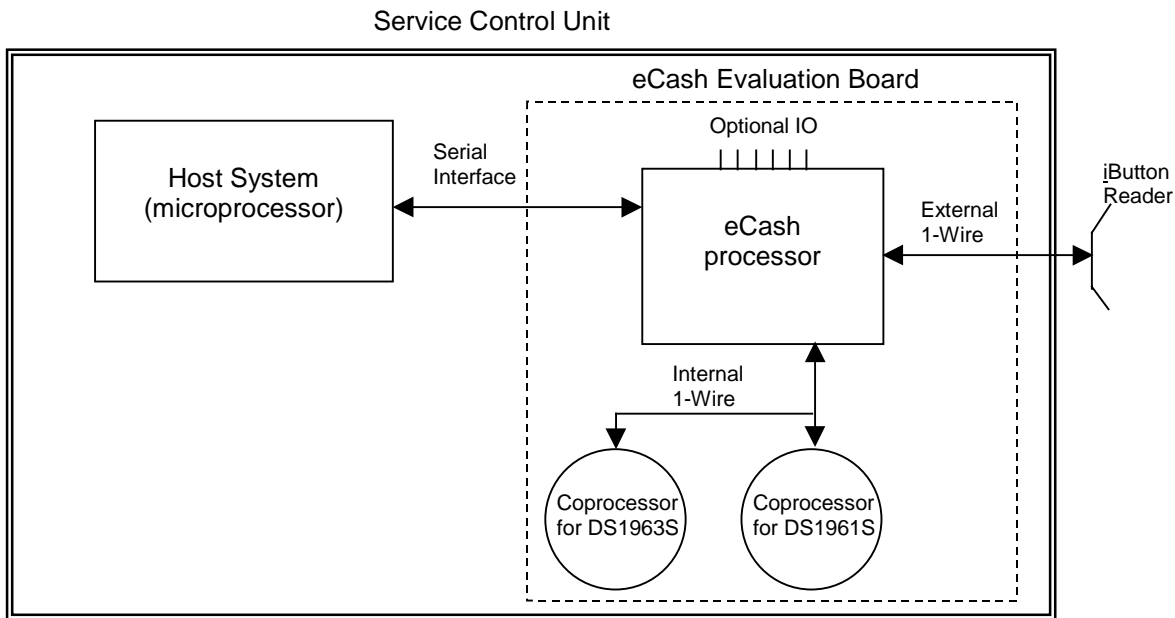 Service Control Unit
eCash Evaluation Board
Optional IO
Serial
Interface
Host System
(microprocessor)
eCash
processor
External
1-Wire
iButton
Reader
Internal
1-Wire
Coprocessor
for DS1963S
Coprocessor
for DS1961S